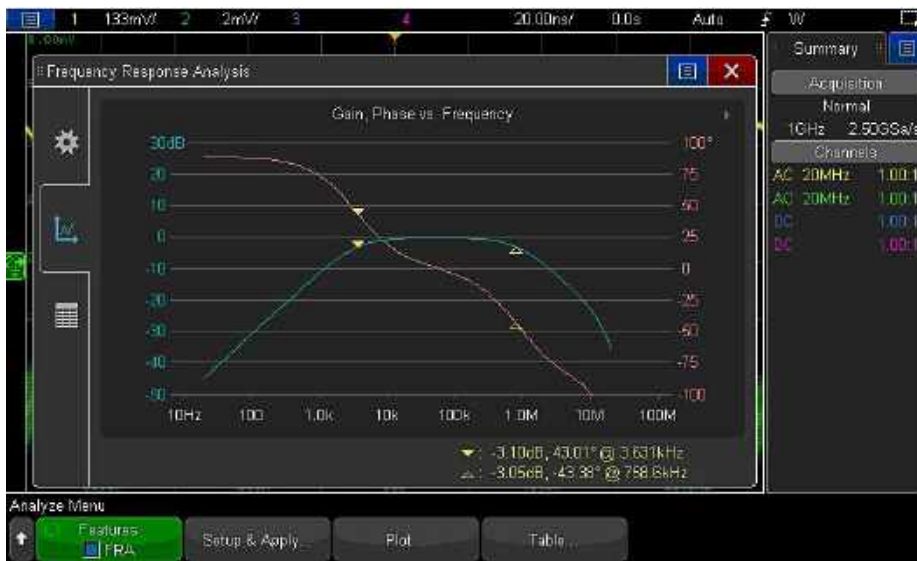 1 133mV/ 2 2mV/ 3 4 20.00ns/ 0.0s Auto W
Summary
Frequency Response Analysis
Acquisition
Normal
1GHz 2.50GSa/s
Channels
AC 20MHz 1.00:1
AC 20MHz 1.00:1
DC 1.00:1
DC 1.00:1
Gain, Phase vs. Frequency
30dB 100°
20 75
10 50
0 25
-10 0
-20 -25
-30 -50
-40 -75
-50 -100
10Hz 100 1.0k 10k 100k 1.0M 10M 100M
: -3.10dB, 43.01° @ 3.631kHz
: -3.05dB, -43.38° @
Analyze Menu
Features
FRA
Setup & Apply...
Plot
Table...